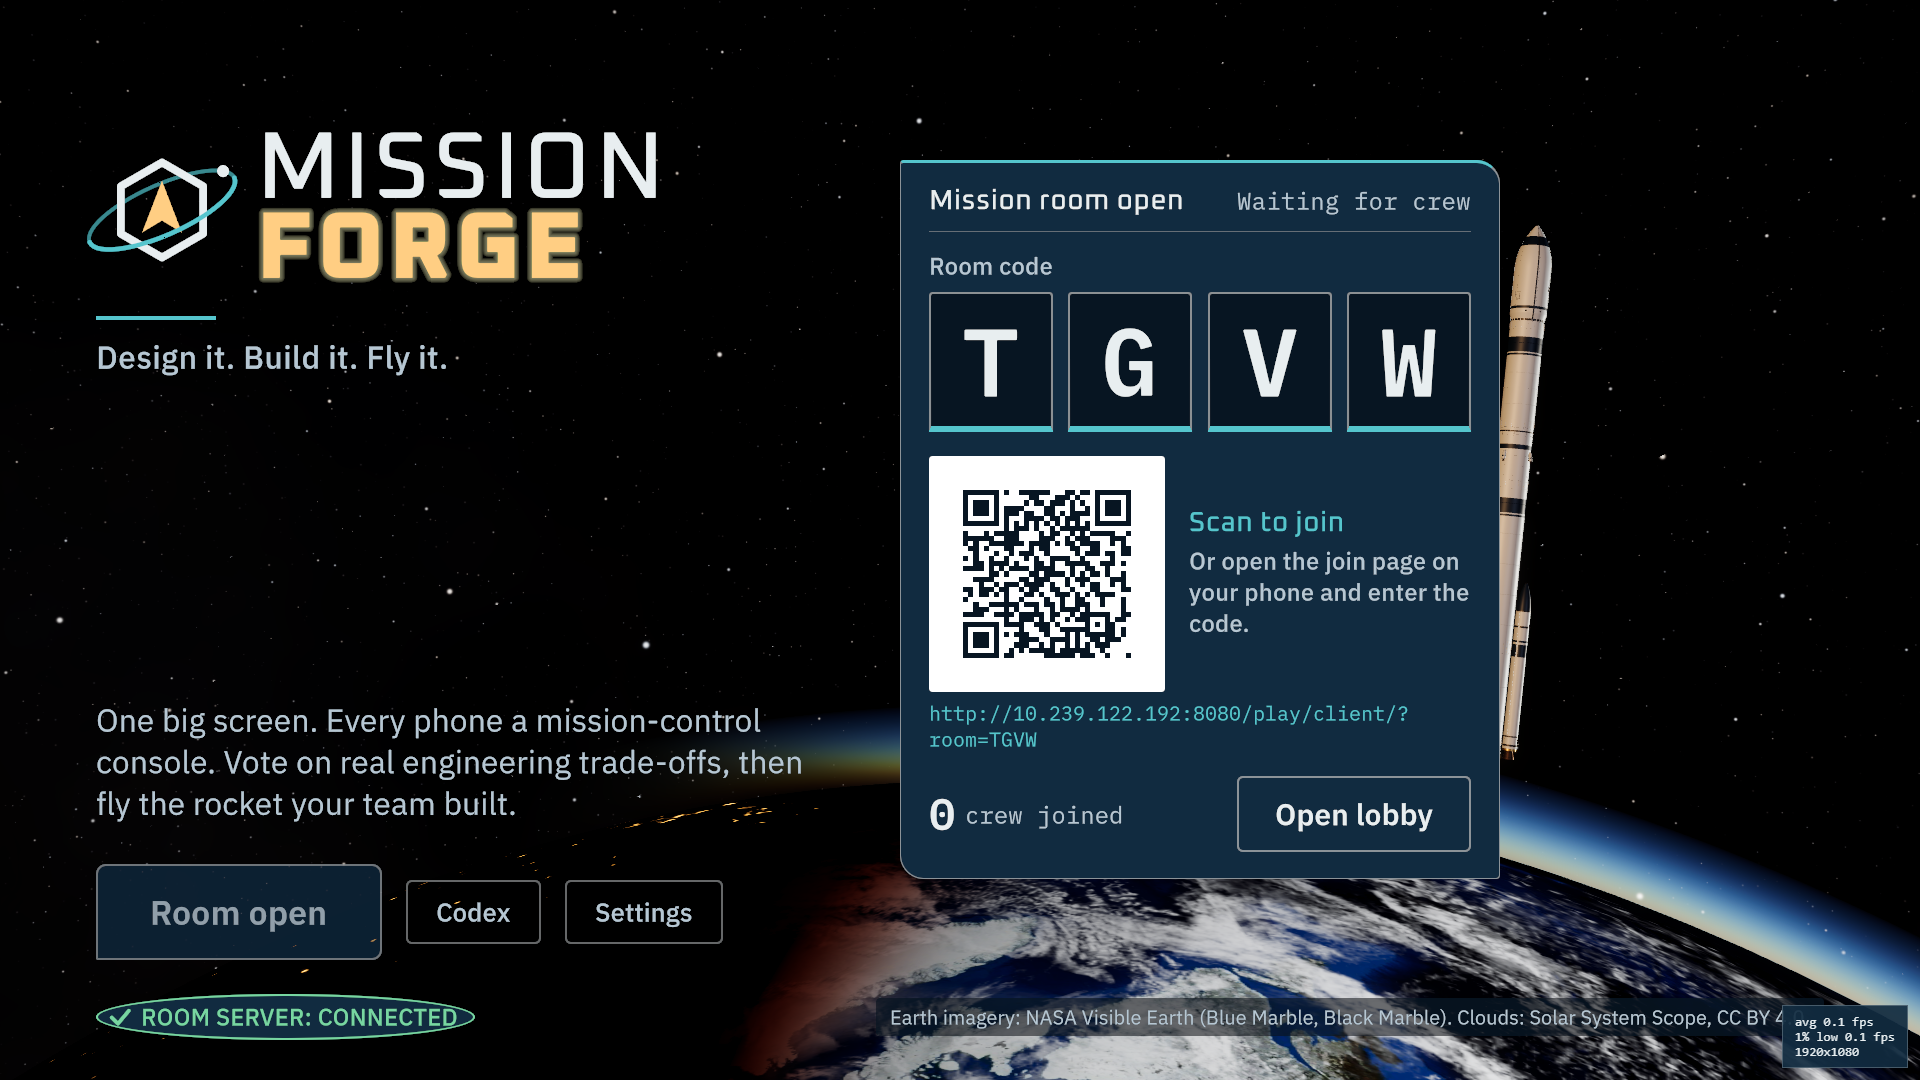 MISSION
FORGE
Design it. Build it. Fly it.
One big screen. Every phone a mission-control
console. Vote on real engineering trade-offs, then
fly the rocket your team built.
Room open
Codex
Settings
ROOM SERVER: CONNECTED
Mission room open
Waiting for crew
Room code
T G V W
Scan to join
Or open the join page on
your phone and enter the
code.
http://10.239.122.192:8080/play/client/?
room=TGVW
0 crew joined
Open lobby
Earth imagery: NASA Visible Earth (Blue Marble, Black Marble). Clouds: Solar System Scope, CC BY
avg 0.1 fps
1% low 0.1 fps
1920x1080